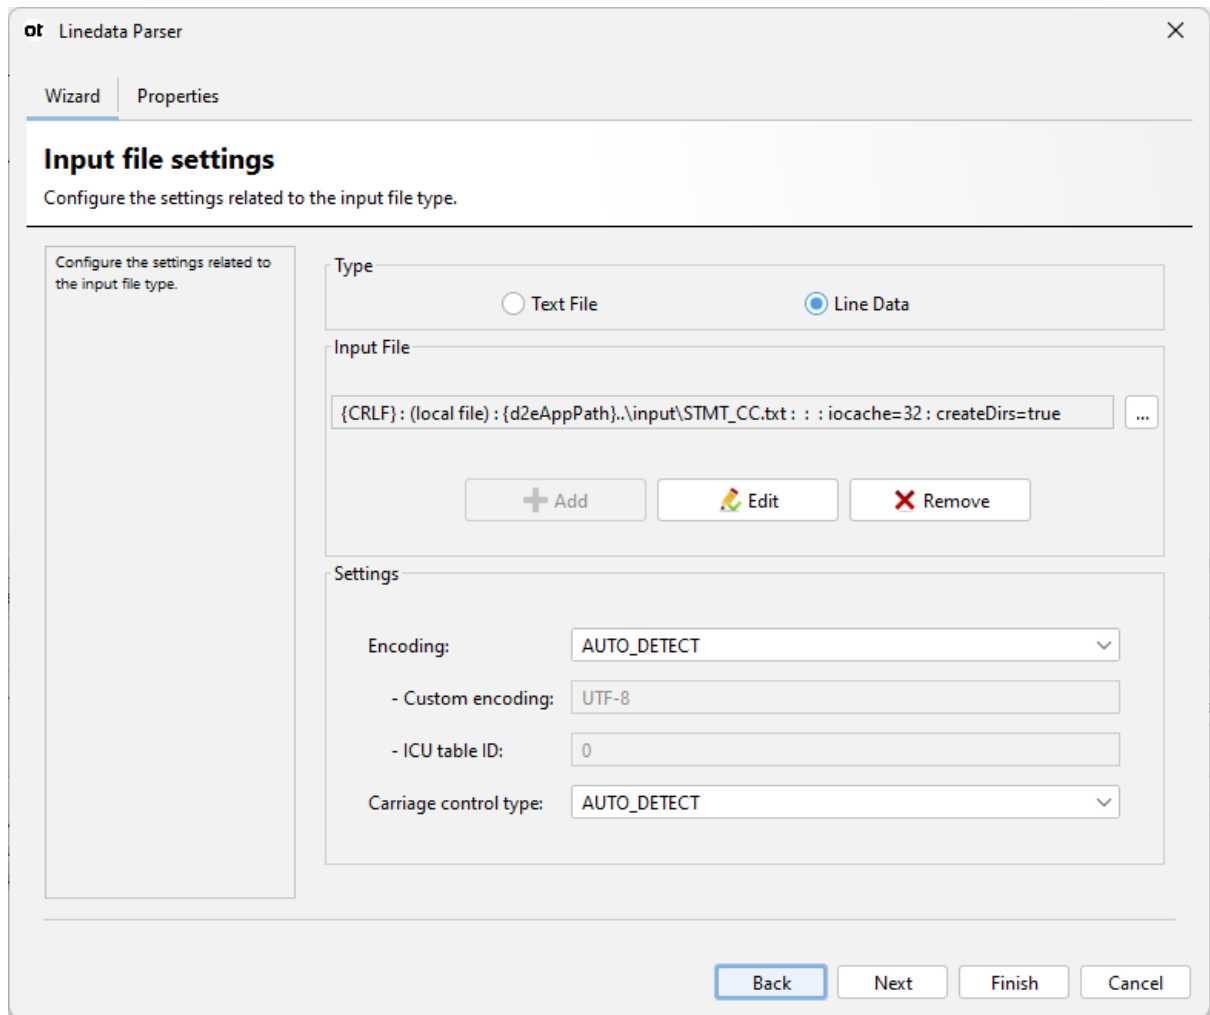 ot Linedata Parser
Wizard Properties
Input file settings
Configure the settings related to the input file type.
Configure the settings related to
the input file type.
Type
Text File Line Data
Input File
{CRLF} : (local file) : {d2eAppPath}..\input\STMT_CC.txt : : : iocache=32 : createDirs=true ...
Add Edit Remove
Settings
Encoding: AUTO_DETECT
- Custom encoding: UTF-8
- ICU table ID: 0
Carriage control type: AUTO_DETECT
Back Next Finish Cancel